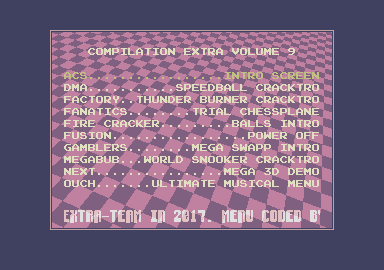 COMPILATION EXTRA VOLUME 9
ACS.................INTRO SCREEN
DMA...........SPEEDBALL CRACKTRO
FACTORY..THUNDER BURNER CRACKTRO
FANATICS........TRIAL CHESSPLANE
FIRE CRACKER.........BALLS INTRO
FUSION.................POWER OFF
GAMBLERS........MEGA SWAPP INTRO
MEGABUB...WORLD SNOOKER CRACKTRO
NEXT................MEGA 3D DEMO
OUCH.......ULTIMATE MUSICAL MENU
EXTRA-TEAM IN 2017. MENU CODED B